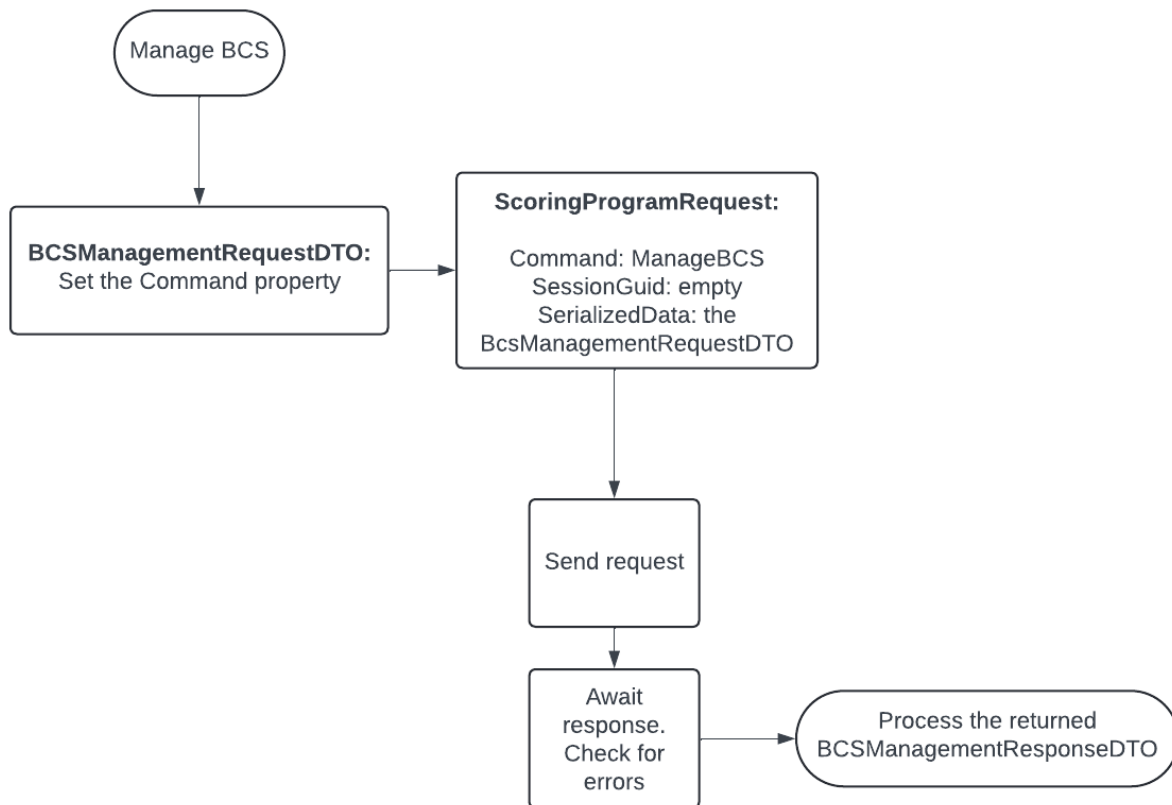 Manage BCS
BCSManagementRequestDTO:
Set the Command property
ScoringProgramRequest:
Command: ManageBCS
SessionGuid: empty
SerializedData: the
BcsManagementRequestDTO
Send request
Await
response.
Check for
errors
Process the returned
BCSManagementResponseDTO